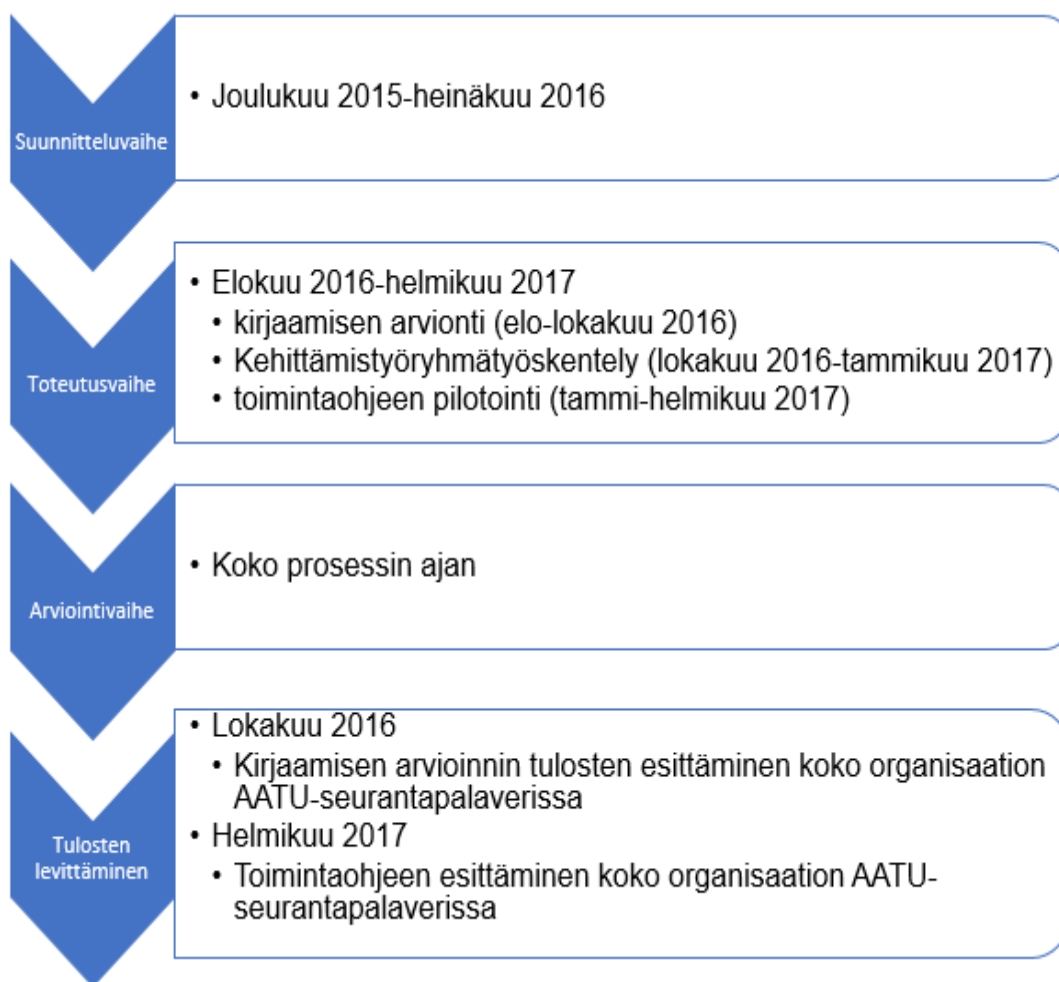 Suunnitteluvaihe
• Joulukuu 2015-heinäkuu 2016
Toteutusvaihe
• Elokuu 2016-helmikuu 2017
• kirjaamisen arvionti (elo-lokakuu 2016)
• Kehittämistyöryhmätyöskentely (lokakuu 2016-tammikuu 2017)
• toimintaohjeen pilotointi (tammi-helmikuu 2017)
Arviointivaihe
• Koko prosessin ajan
Tulosten
levittäminen
• Lokakuu 2016
• Kirjaamisen arvioinnin tulosten esittäminen koko organisaation
AATU-seurantapalaverissa
• Helmikuu 2017
• Toimintaohjeen esittäminen koko organisaation AATU-
seurantapalaverissa